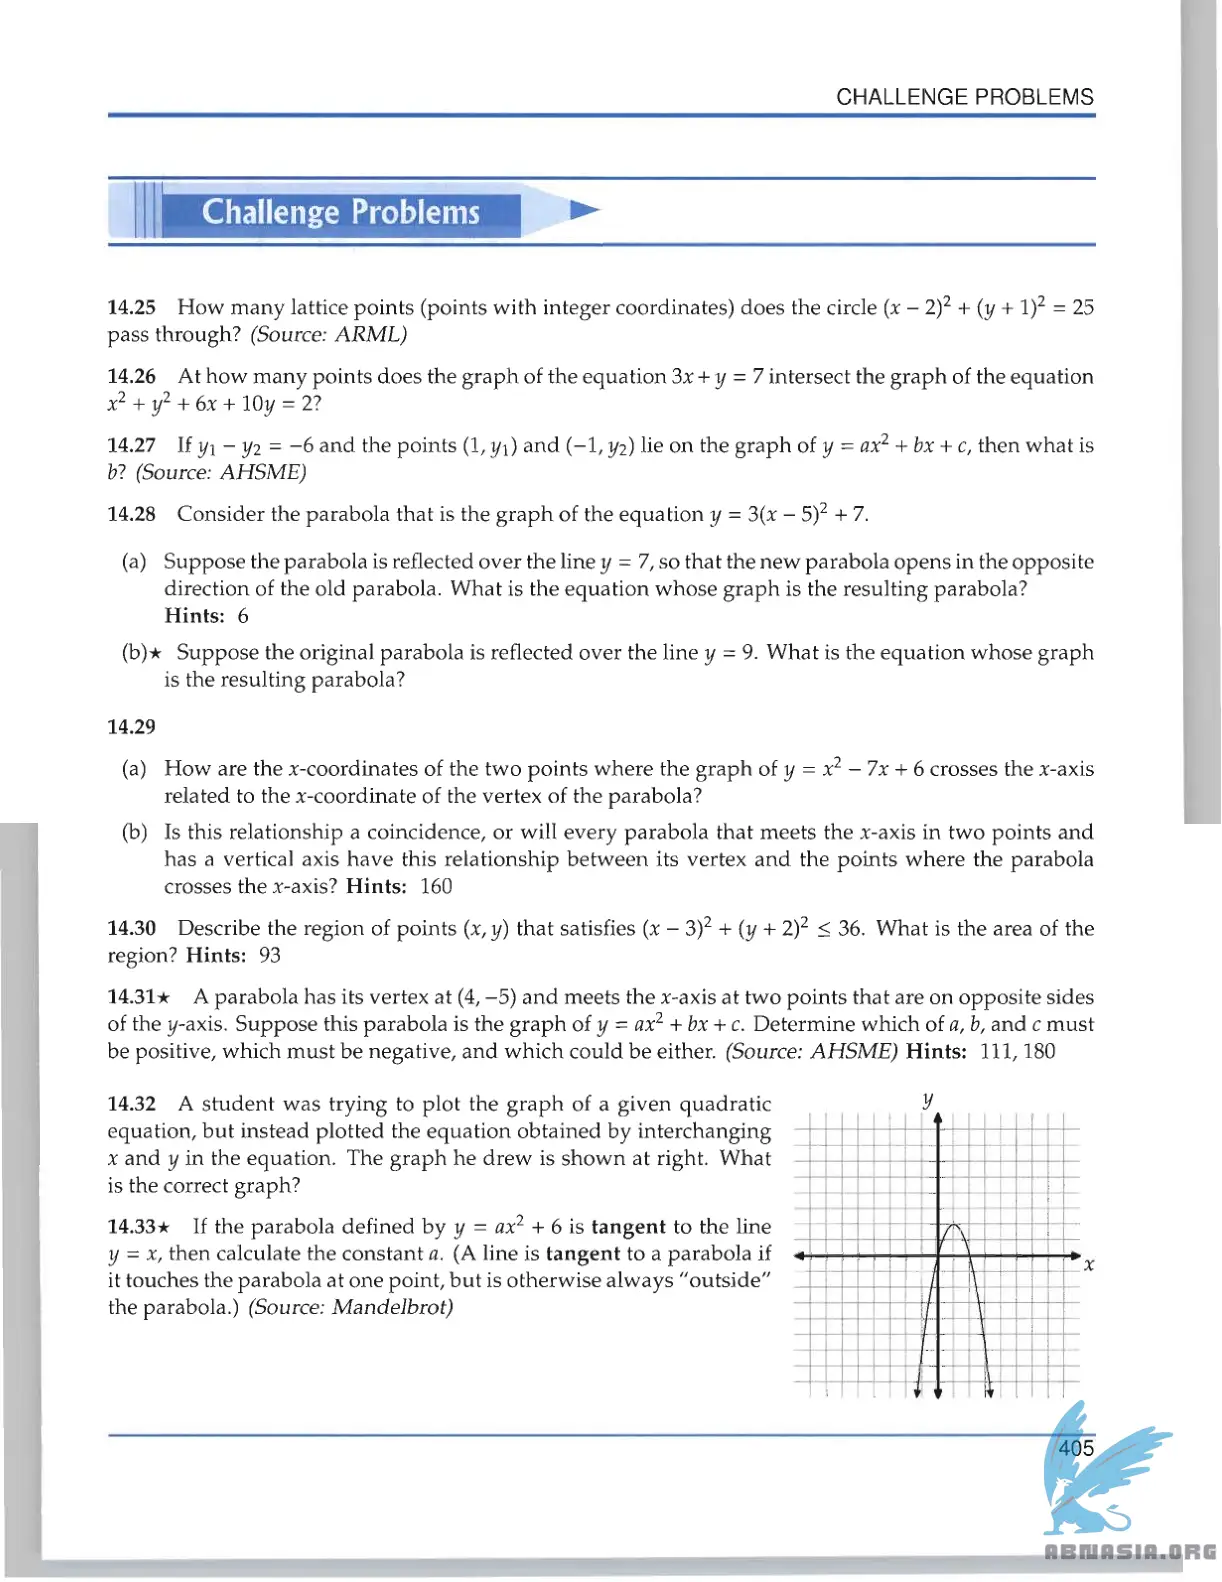 CHALLENGE PROBLEMS
Challenge Problems
14.25 How many lattice points (points with integer coordinates) does the circle (x − 2)² + (y + 1)² = 25
pass through? (Source: ARML)
14.26 At how many points does the graph of the equation 3x + y = 7 intersect the graph of the equation
x² + y² + 6x + 10y = 2?
14.27 If y₁ − y₂ = −6 and the points (1, y₁) and (−1, y₂) lie on the graph of y = ax² + bx + c, then what is
b? (Source: AHSME)
14.28 Consider the parabola that is the graph of the equation y = 3(x − 5)² + 7.
(a) Suppose the parabola is reflected over the line y = 7, so that the new parabola opens in the opposite
direction of the old parabola. What is the equation whose graph is the resulting parabola?
Hints: 6
(b)★ Suppose the original parabola is reflected over the line y = 9. What is the equation whose graph
is the resulting parabola?
14.29
(a) How are the x-coordinates of the two points where the graph of y = x² − 7x + 6 crosses the x-axis
related to the x-coordinate of the vertex of the parabola?
(b) Is this relationship a coincidence, or will every parabola that meets the x-axis in two points and
has a vertical axis have this relationship between its vertex and the points where the parabola
crosses the x-axis? Hints: 160
14.30 Describe the region of points (x, y) that satisfies (x − 3)² + (y + 2)² ≤ 36. What is the area of the
region? Hints: 93
14.31★ A parabola has its vertex at (4, −5) and meets the x-axis at two points that are on opposite sides
of the y-axis. Suppose this parabola is the graph of y = ax² + bx + c. Determine which of a, b, and c must
be positive, which must be negative, and which could be either. (Source: AHSME) Hints: 111, 180
14.32 A student was trying to plot the graph of a given quadratic
equation, but instead plotted the equation obtained by interchanging
x and y in the equation. The graph he drew is shown at right. What
is the correct graph?
14.33★ If the parabola defined by y = ax² + 6 is tangent to the line
y = x, then calculate the constant a. (A line is tangent to a parabola if
it touches the parabola at one point, but is otherwise always "outside"
the parabola.) (Source: Mandelbrot)
y
x
405
ABMASIA.ORG